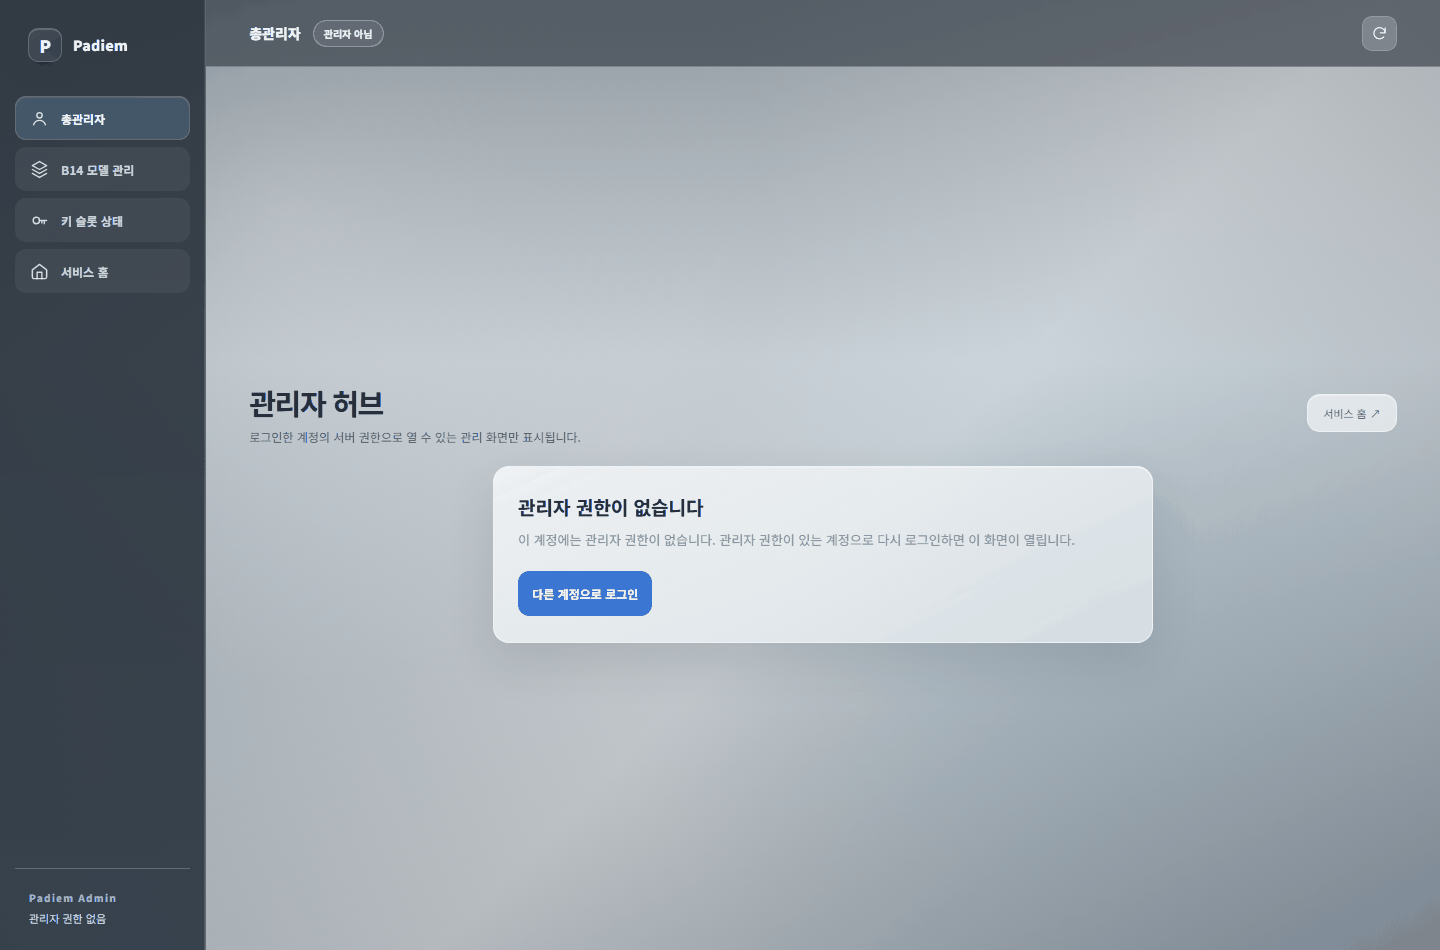 P Padiem
총관리자
B14 모델 관리
키 슬롯 상태
서비스 홈
Padiem Admin
관리자 권한 없음
총관리자 관리자 아님
관리자 허브
로그인한 계정의 서버 권한으로 열 수 있는 관리 화면만 표시됩니다.
서비스 홈 ↗
관리자 권한이 없습니다
이 계정에는 관리자 권한이 없습니다. 관리자 권한이 있는 계정으로 다시 로그인하면 이 화면이 열립니다.
다른 계정으로 로그인